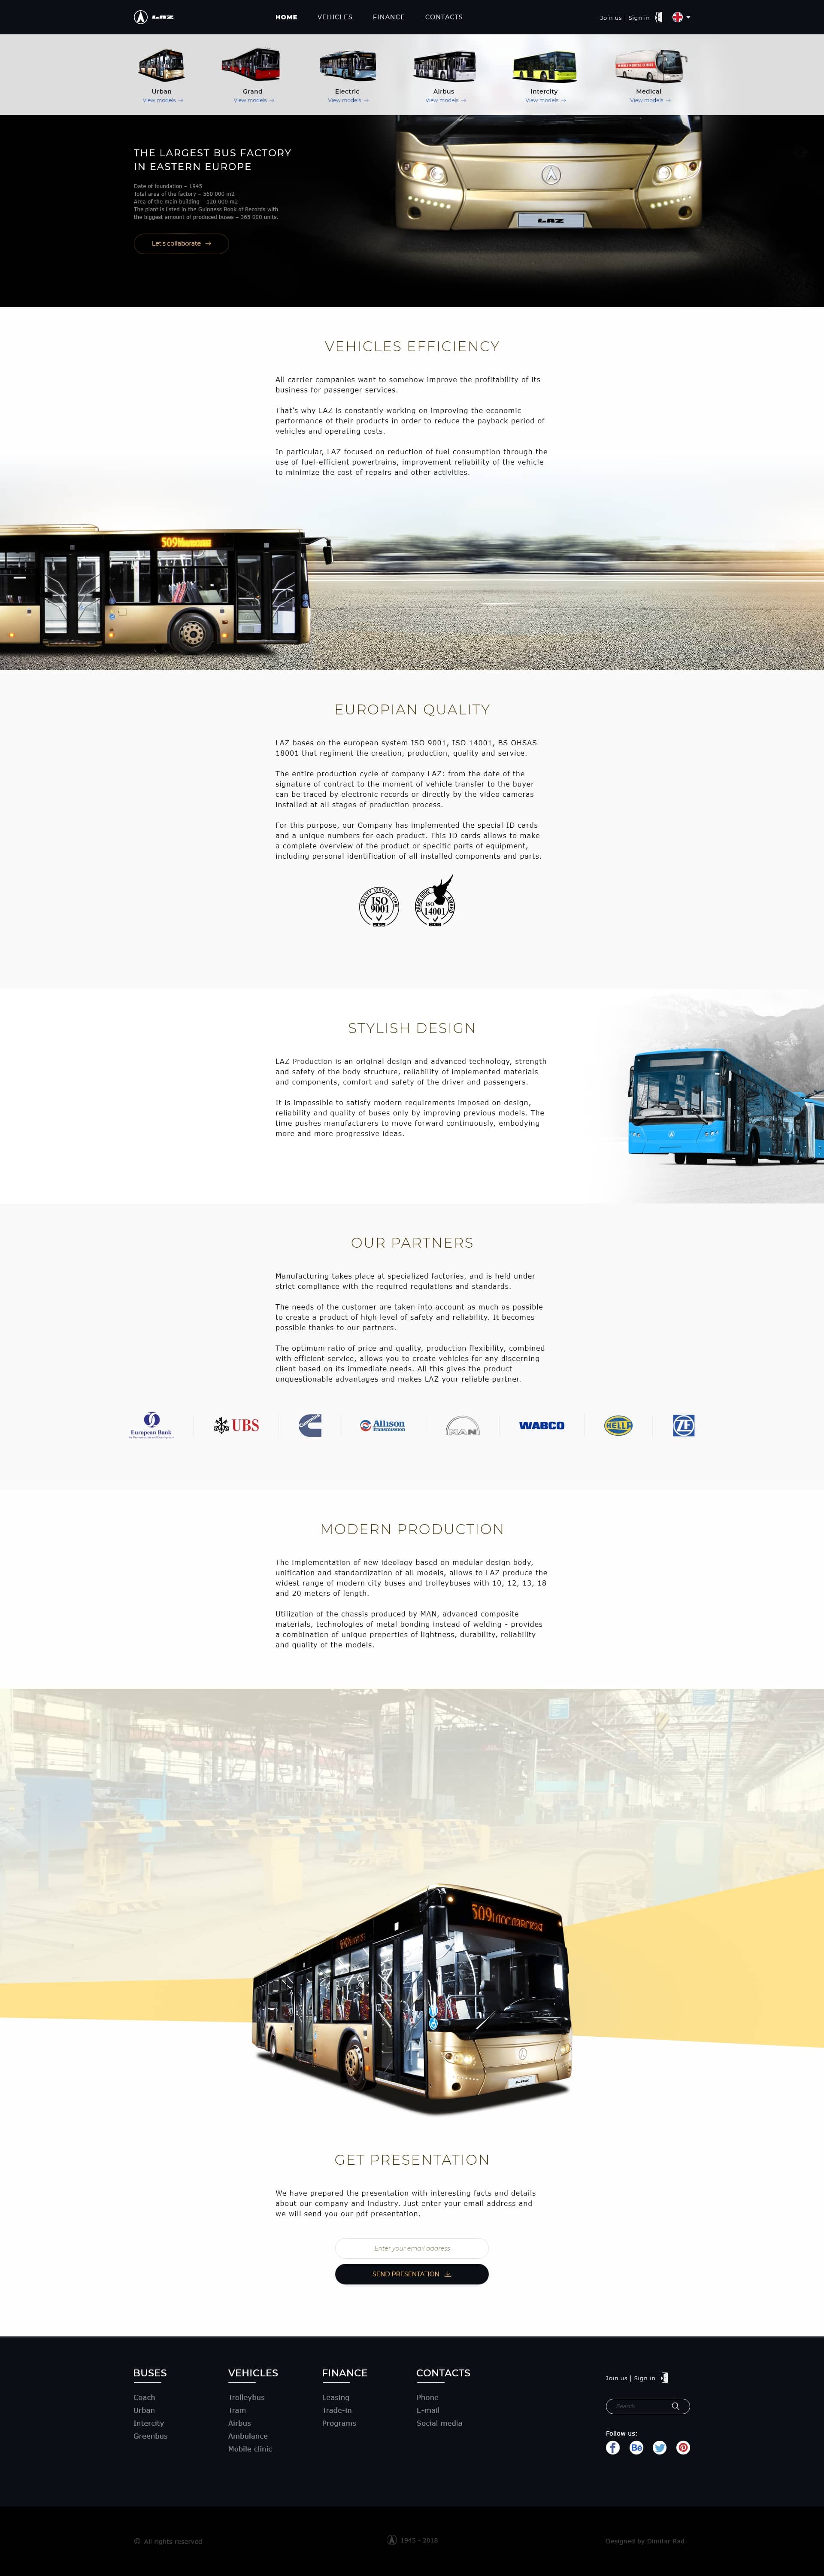 LAZ
HOME
VEHICLES
FINANCE
CONTACTS
Join us | Sign in
Urban
View models →
Grand
View models →
Electric
View models →
Airbus
View models →
Intercity
View models →
Medical
View models →
THE LARGEST BUS FACTORY
IN EASTERN EUROPE
Date of foundation – 1945
Total area of the factory – 560 000 m2
Area of the main building – 120 000 m2
The plant is listed in the Guinness Book of Records with
the biggest amount of produced buses – 365 000 units.
Let's collaborate →
LAZ
VEHICLES EFFICIENCY
All carrier companies want to somehow improve the profitability of its
business for passenger services.
That's why LAZ is constantly working on improving the economic
performance of their products in order to reduce the payback period of
vehicles and operating costs.
In particular, LAZ focused on reduction of fuel consumption through the
use of fuel-efficient powertrains, improvement reliability of the vehicle
to minimize the cost of repairs and other activities.
EUROPIAN QUALITY
LAZ bases on the european system ISO 9001, ISO 14001, BS OHSAS
18001 that regiment the creation, production, quality and service.
The entire production cycle of company LAZ: from the date of the
signature of contract to the moment of vehicle transfer to the buyer
can be traced by electronic records or directly by the video cameras
installed at all stages of production process.
For this purpose, our Company has implemented the special ID cards
and a unique numbers for each product. This ID cards allows to make
a complete overview of the product or specific parts of equipment,
including personal identification of all installed components and parts.
ISO
9001
SGS
ISO
14001
SGS
STYLISH DESIGN
LAZ Production is an original design and advanced technology, strength
and safety of the body structure, reliability of implemented materials
and components, comfort and safety of the driver and passengers.
It is impossible to satisfy modern requirements imposed on design,
reliability and quality of buses only by improving previous models. The
time pushes manufacturers to move forward continuously, embodying
more and more progressive ideas.
OUR PARTNERS
Manufacturing takes place at specialized factories, and is held under
strict compliance with the required regulations and standards.
The needs of the customer are taken into account as much as possible
to create a product of high level of safety and reliability. It becomes
possible thanks to our partners.
The optimum ratio of price and quality, production flexibility, combined
with efficient service, allows you to create vehicles for any discerning
client based on its immediate needs. All this gives the product
unquestionable advantages and makes LAZ your reliable partner.
European Bank
UBS
Allison
Transmission
MAN
WABCO
HELLA
ZF
MODERN PRODUCTION
The implementation of new ideology based on modular design body,
unification and standardization of all models, allows to LAZ produce the
widest range of modern city buses and trolleybuses with 10, 12, 13, 18
and 20 meters of length.
Utilization of the chassis produced by MAN, advanced composite
materials, technologies of metal bonding instead of welding - provides
a combination of unique properties of lightness, durability, reliability
and quality of the models.
GET PRESENTATION
We have prepared the presentation with interesting facts and details
about our company and industry. Just enter your email address and
we will send you our pdf presentation.
Enter your email address
SEND PRESENTATION
BUSES
Coach
Urban
Intercity
Greenbus
VEHICLES
Trolleybus
Tram
Airbus
Ambulance
Mobile clinic
FINANCE
Leasing
Trade-in
Programs
CONTACTS
Phone
E-mail
Social media
Join us | Sign in
Search
Follow us:
© All rights reserved
1945 - 2018
Designed by Dimitar Rad